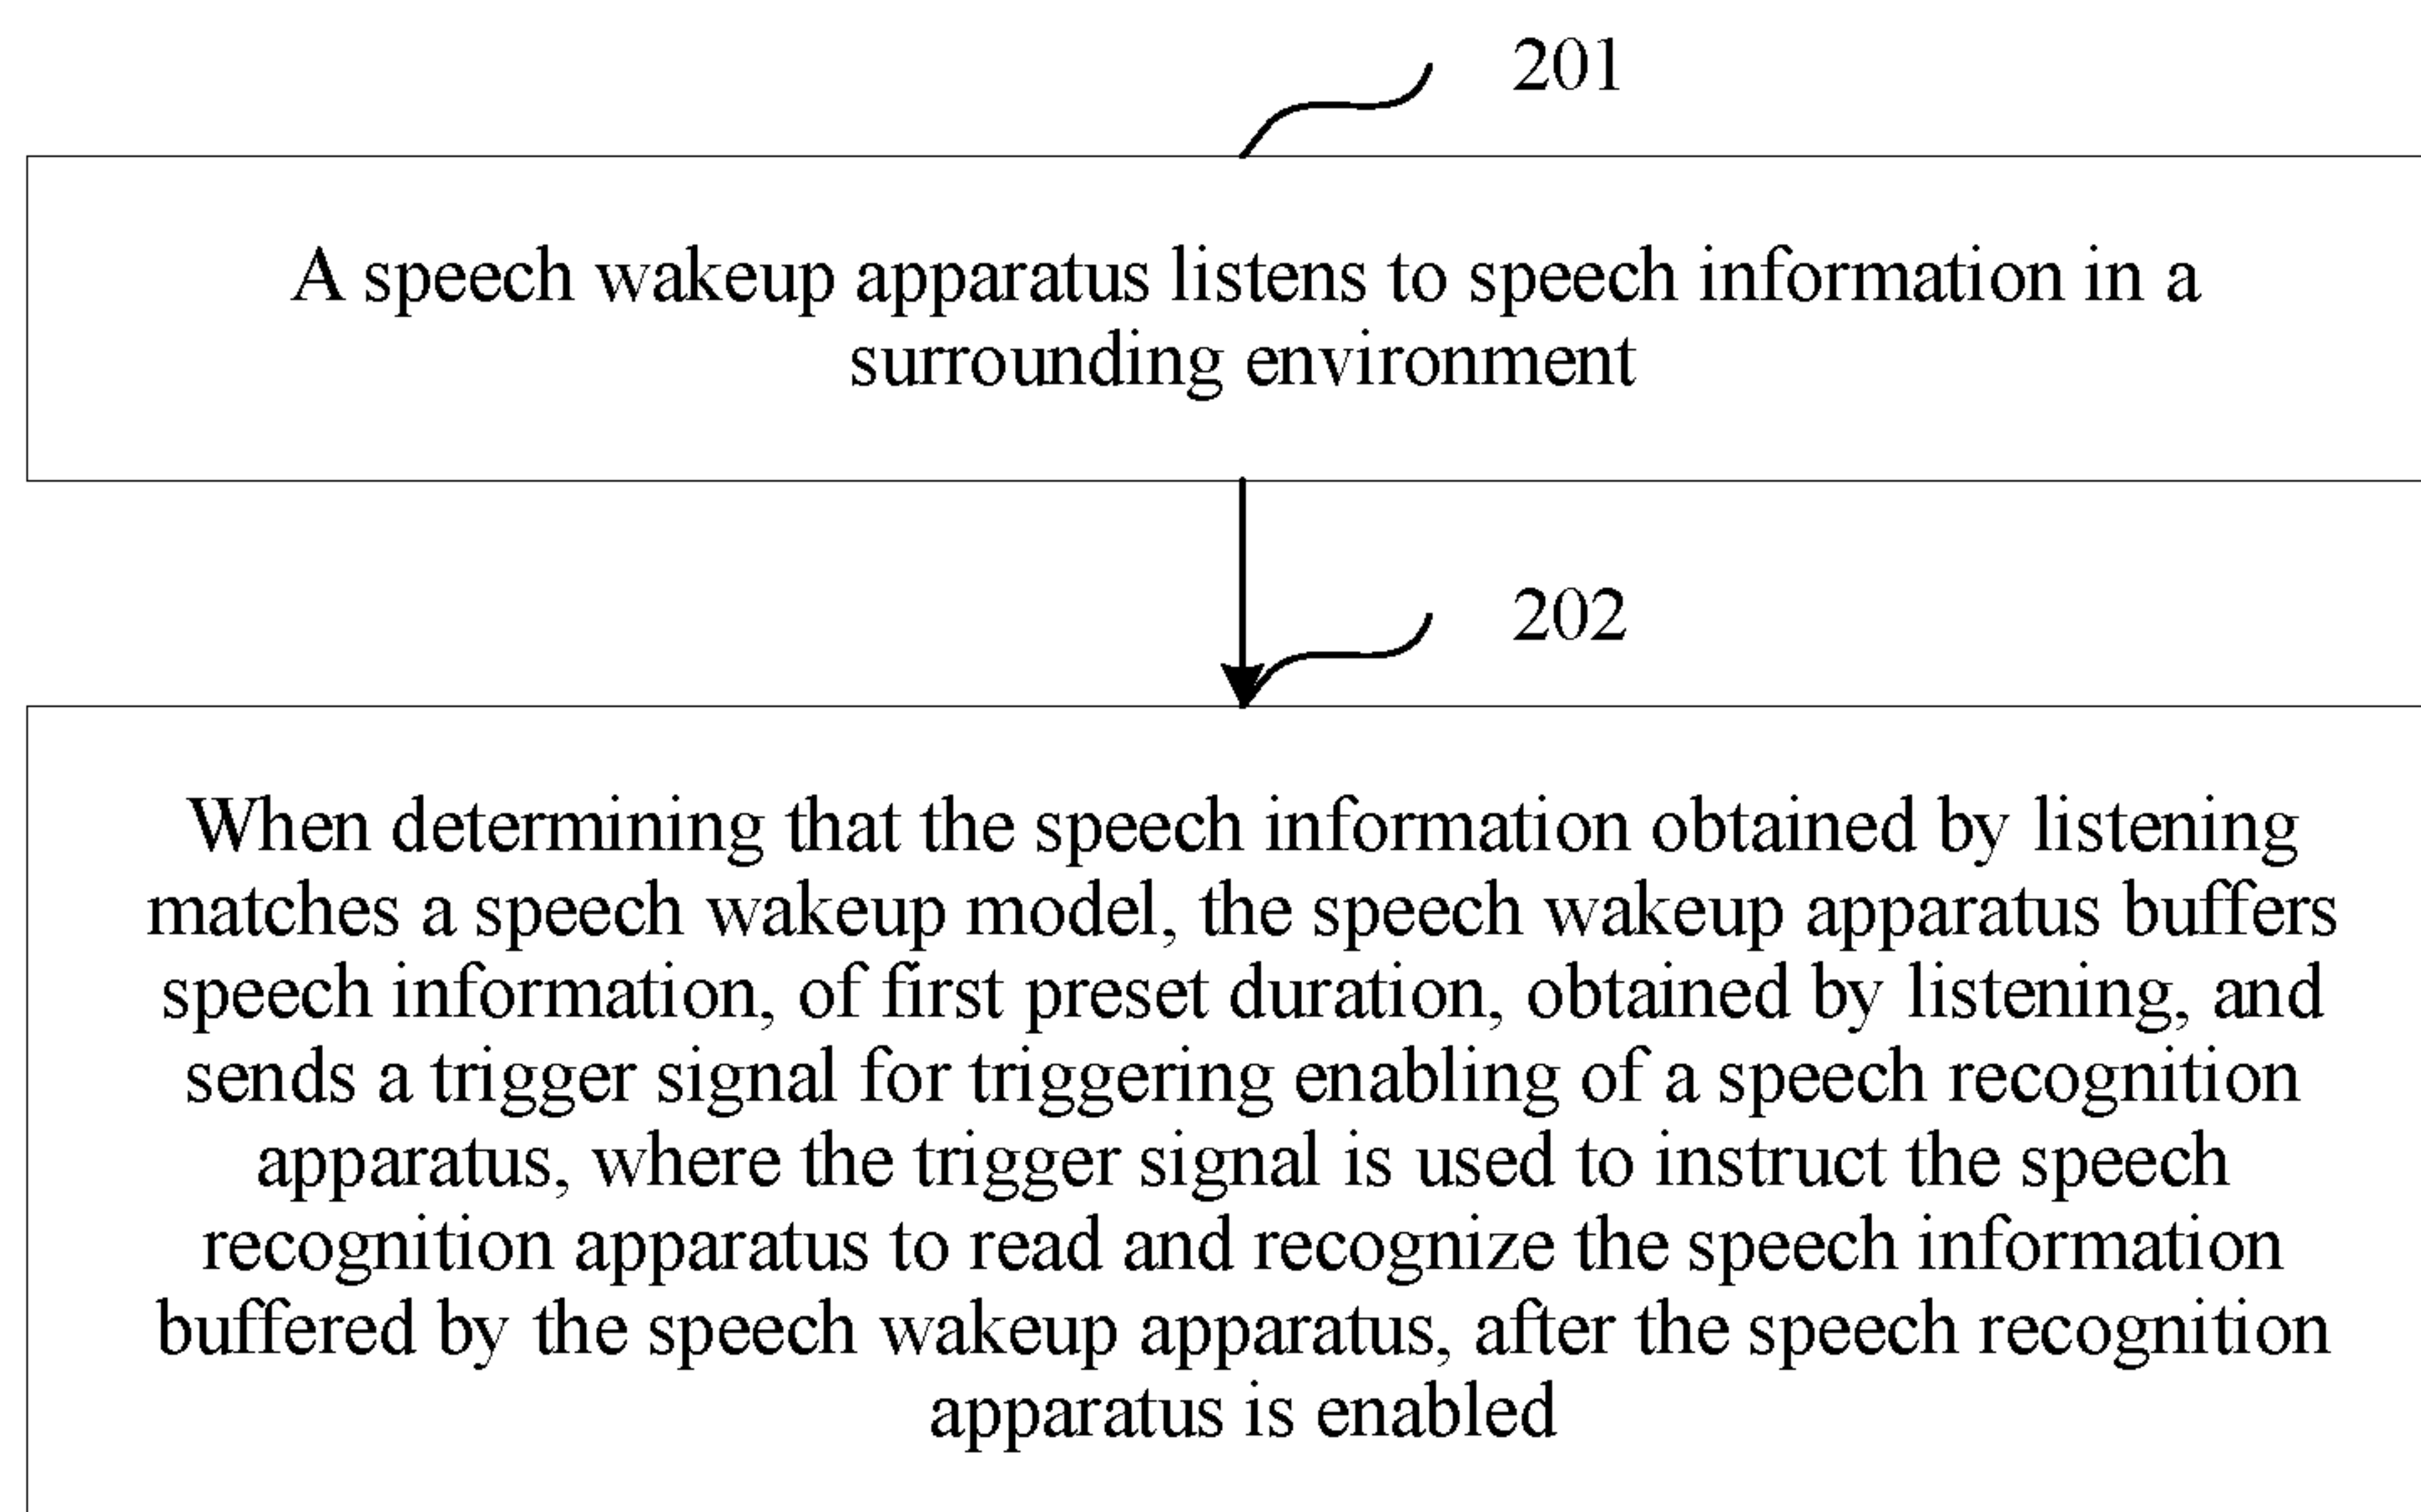 201
A speech wakeup apparatus listens to speech information in a
surrounding environment
202
When determining that the speech information obtained by listening
matches a speech wakeup model, the speech wakeup apparatus buffers
speech information, of first preset duration, obtained by listening, and
sends a trigger signal for triggering enabling of a speech recognition
apparatus, where the trigger signal is used to instruct the speech
recognition apparatus to read and recognize the speech information
buffered by the speech wakeup apparatus, after the speech recognition
apparatus is enabled